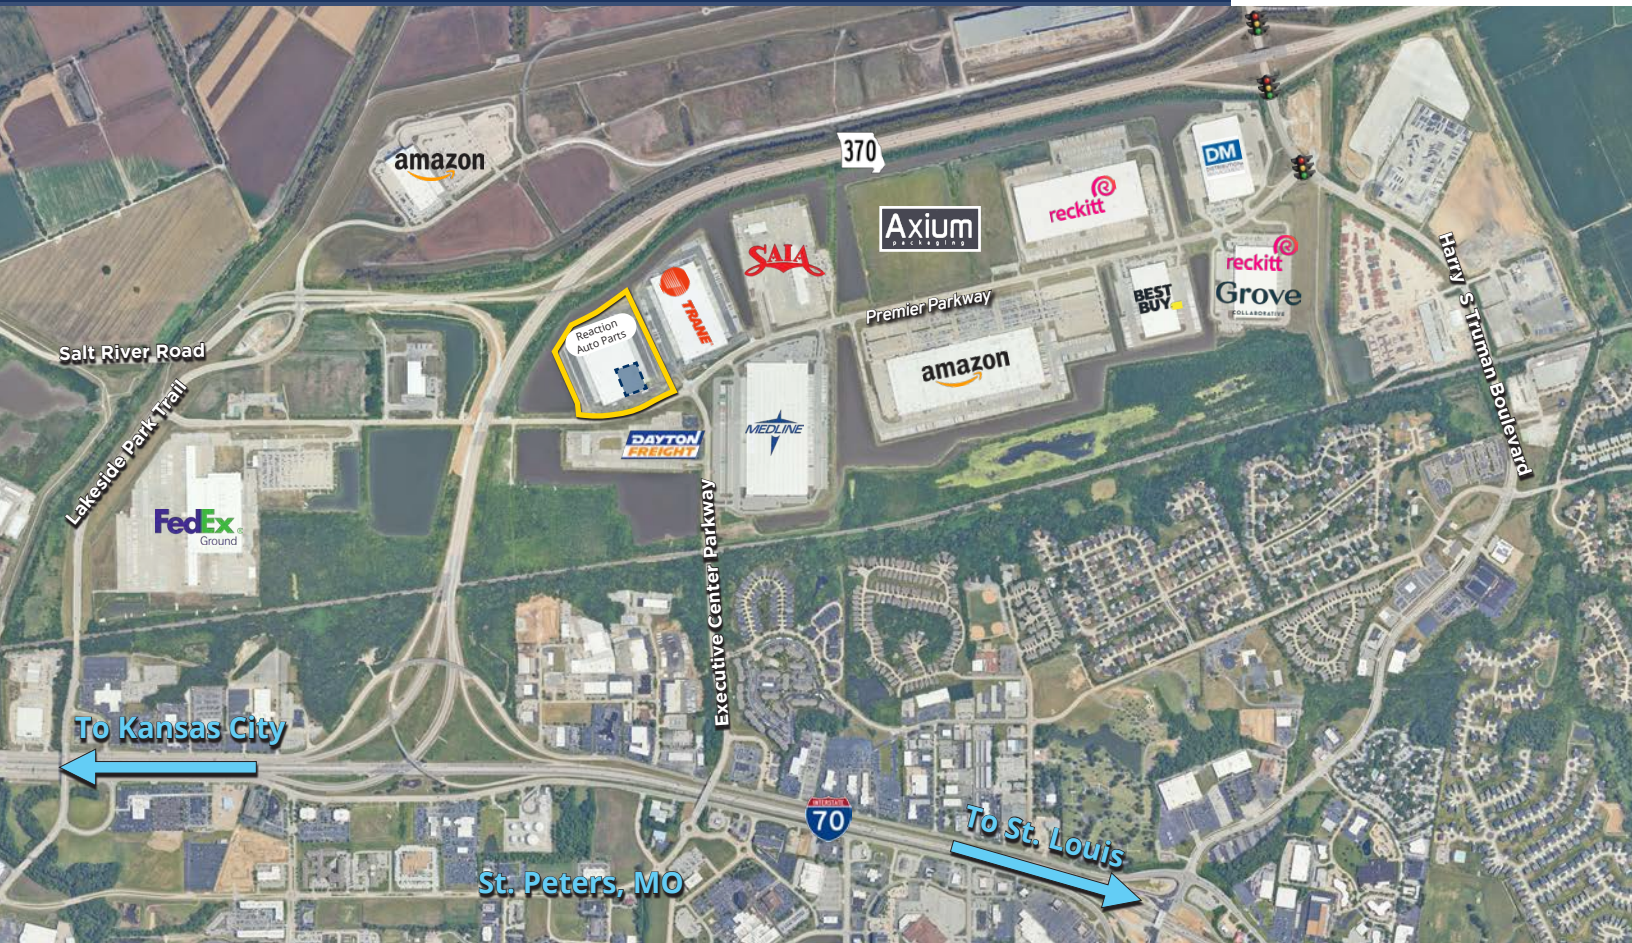 370
amazon
DM
reckitt
Axium
packaging
SAIA
TRANE
reckitt
Grove
COLLABORATIVE
BEST
BUY
Premier Parkway
Harry S Truman Boulevard
Reaction
Auto Parts
Salt River Road
amazon
Lakeside Park Trail
MEDLINE
DAYTON
FREIGHT
FedEx
Ground
Executive Center Parkway
To Kansas City
INTERSTATE
70
To St. Louis
St. Peters, MO